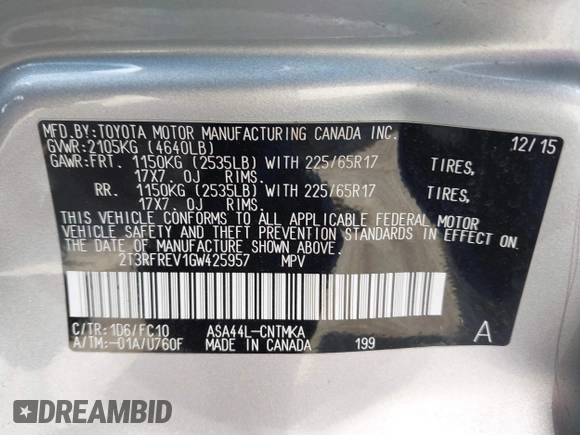 MFD.BY:TOYOTA MOTOR MANUFACTURING CANADA INC.
GVWR:2105KG (4640LB) 12/15
GAWR:FRT. 1150KG (2535LB) WITH 225/65R17 TIRES,
17X7. OJ RIMS.
RR. 1150KG (2535LB) WITH 225/65R17 TIRES,
17X7. OJ RIMS.
THIS VEHICLE CONFORMS TO ALL APPLICABLE FEDERAL MOTOR
VEHICLE SAFETY AND THEFT PREVENTION STANDARDS IN EFFECT ON
THE DATE OF MANUFACTURE SHOWN ABOVE.
2T3RFREV1GW425957 MPV
C/TR:1D6/FC10 ASA44L-CNTMKA
A/TM:-01A/U760F MADE IN CANADA 199 A
DREAMBID